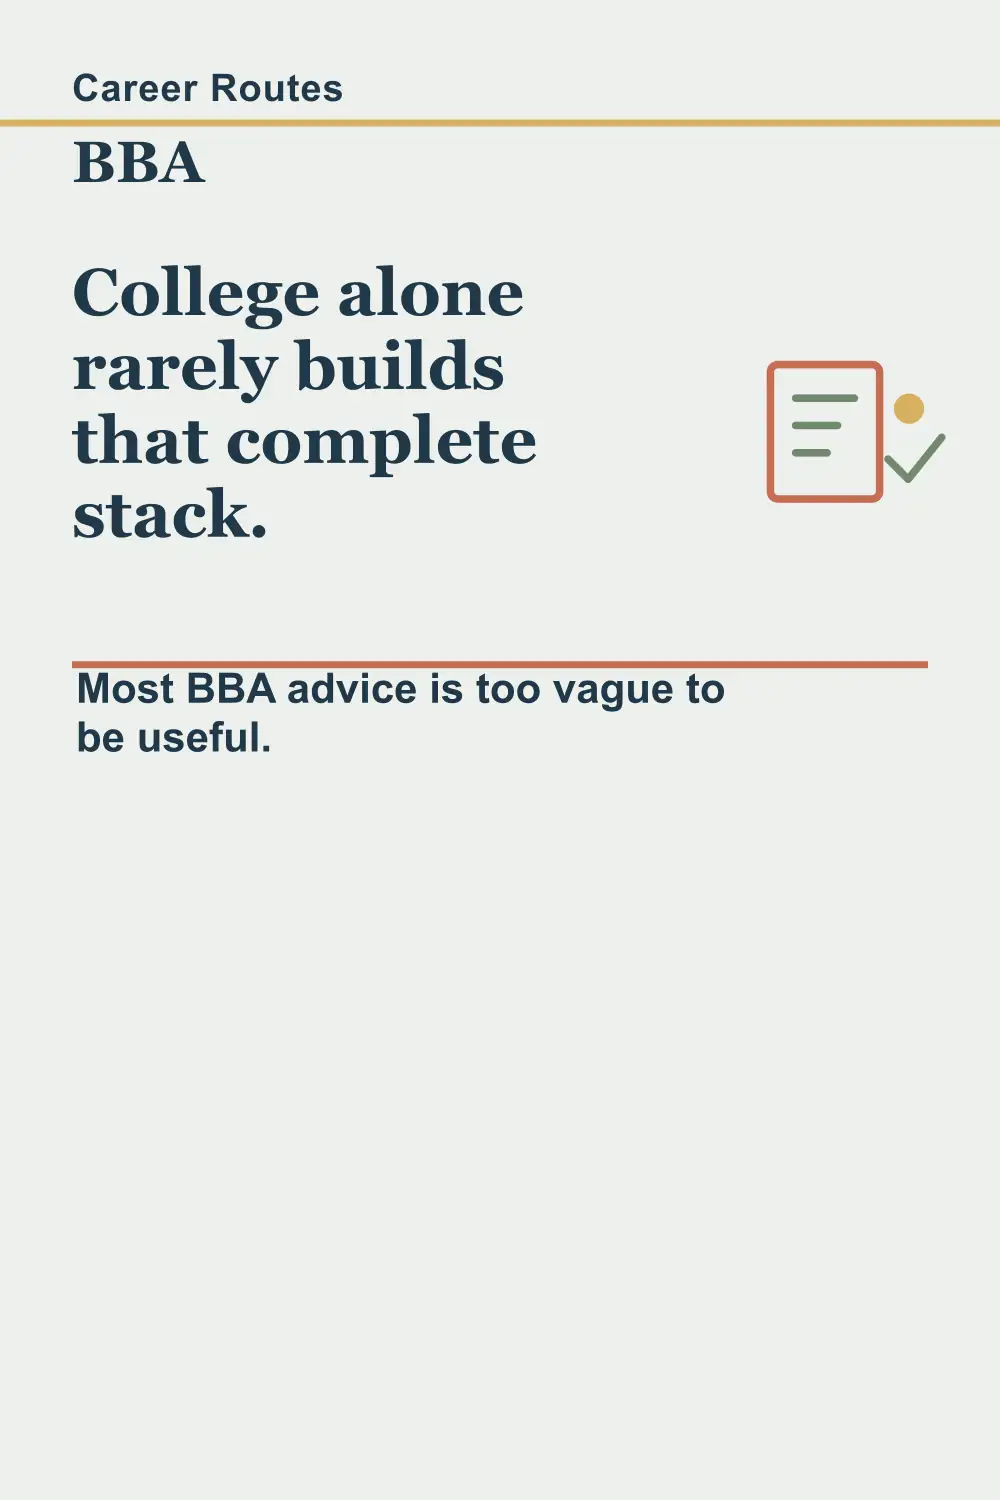 Career Routes
BBA
College alone
rarely builds
that complete
stack.
Most BBA advice is too vague to
be useful.